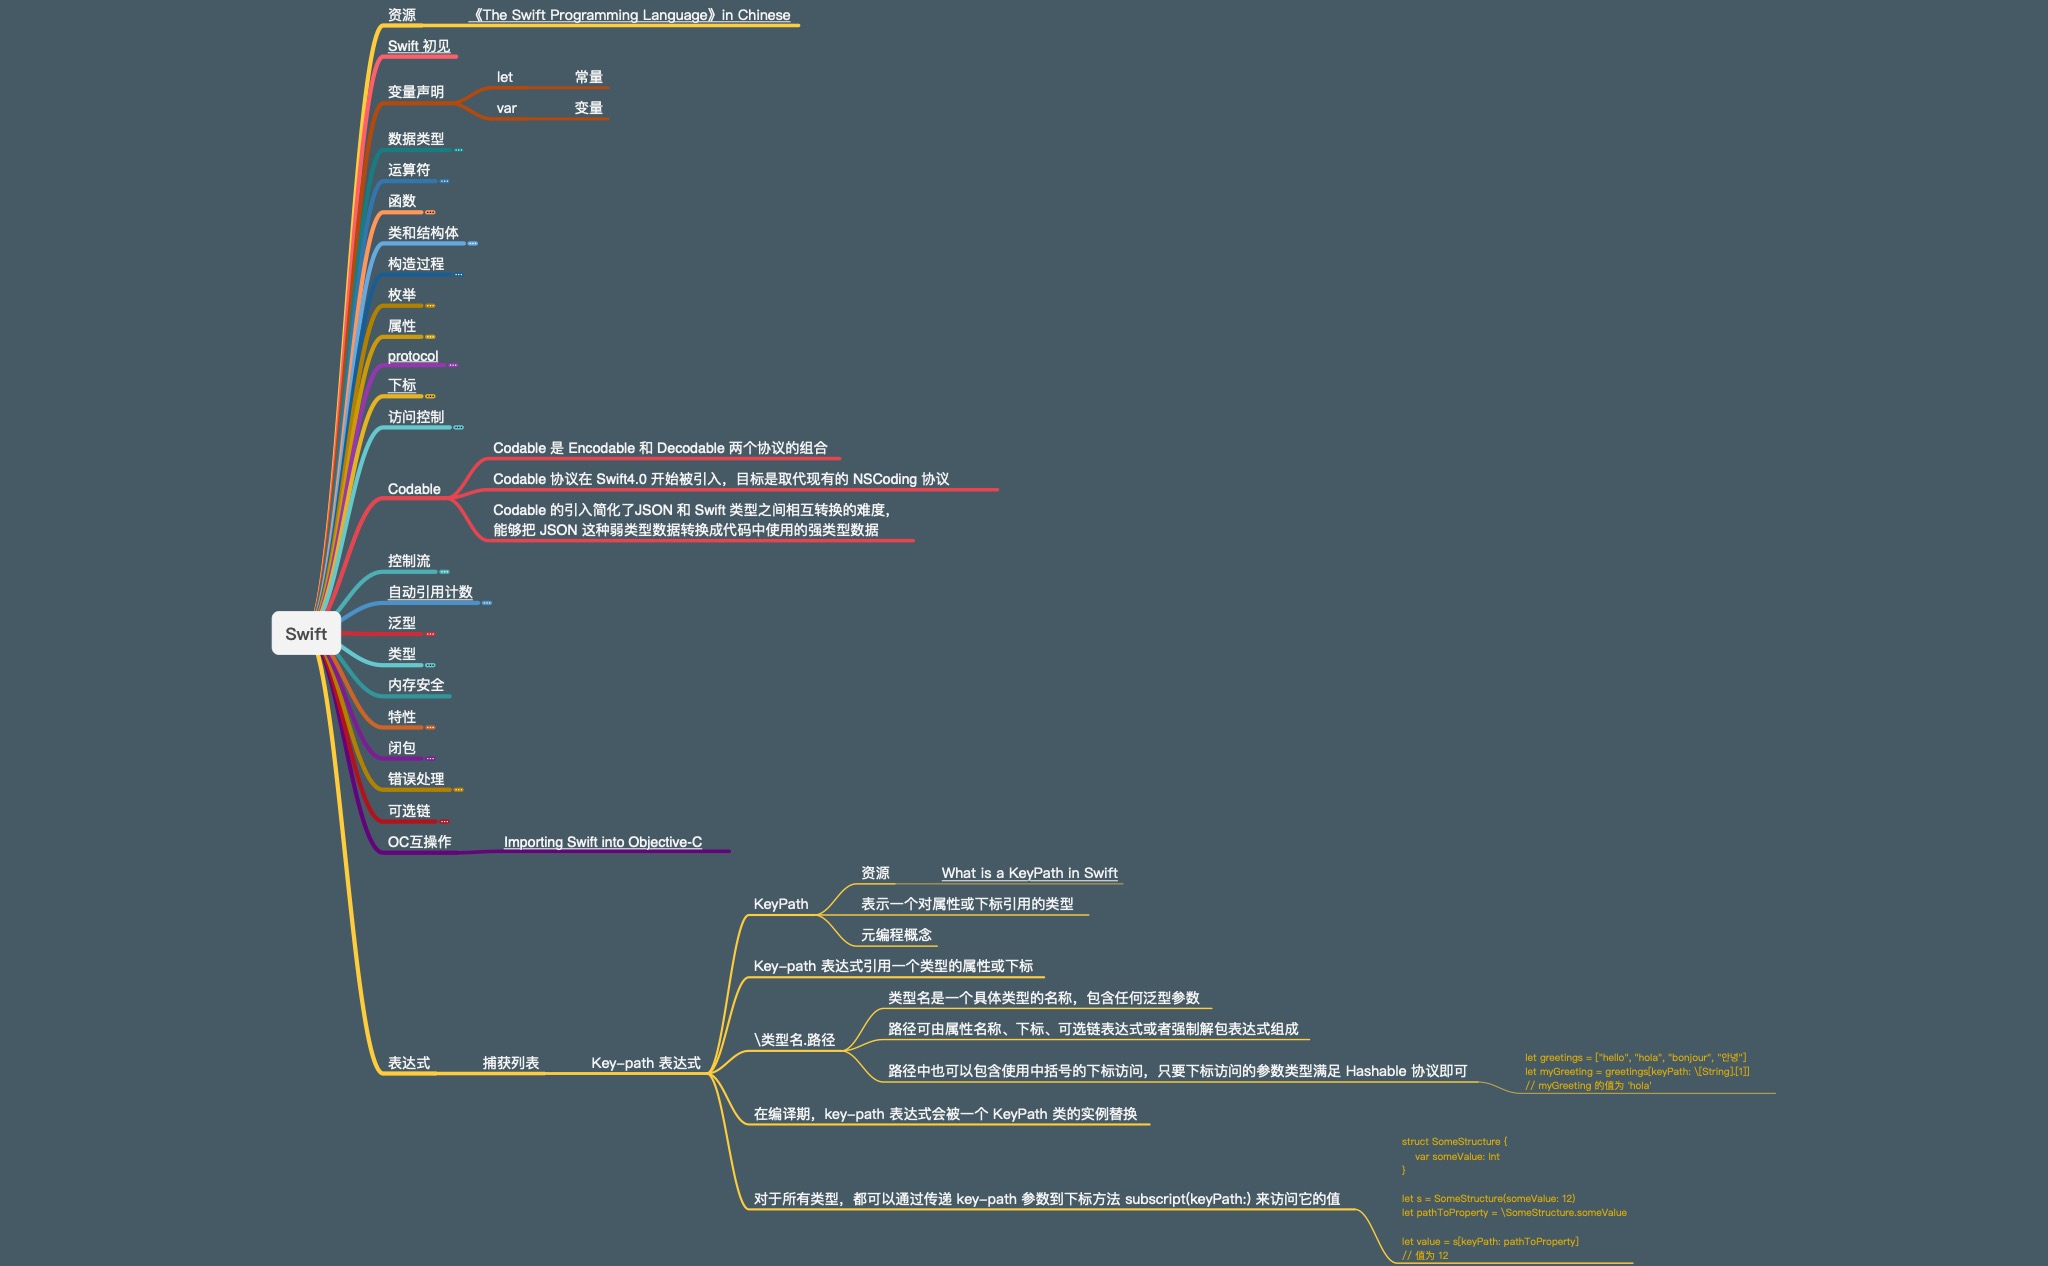 资源
《The Swift Programming Language》in Chinese
Swift 初见
变量声明
let
常量
var
变量
数据类型
运算符
函数
类和结构体
构造过程
枚举
属性
protocol
下标
访问控制
Codable
Codable 是 Encodable 和 Decodable 两个协议的组合
Codable 协议在 Swift4.0 开始被引入，目标是取代现有的 NSCoding 协议
Codable 的引入简化了JSON 和 Swift 类型之间相互转换的难度，
能够把 JSON 这种弱类型数据转换成代码中使用的强类型数据
控制流
自动引用计数
泛型
Swift
类型
内存安全
特性
闭包
错误处理
可选链
OC互操作
Importing Swift into Objective-C
表达式
捕获列表
Key-path 表达式
KeyPath
资源
What is a KeyPath in Swift
表示一个对属性或下标引用的类型
元编程概念
Key-path 表达式引用一个类型的属性或下标
\类型名.路径
类型名是一个具体类型的名称，包含任何泛型参数
路径可由属性名称、下标、可选链表达式或者强制解包表达式组成
路径中也可以包含使用中括号的下标访问，只要下标访问的参数类型满足 Hashable 协议即可
let greetings = ["hello", "hola", "bonjour", "안녕"]
let myGreeting = greetings[keyPath: \[String].[1]]
// myGreeting 的值为 'hola'
在编译期，key-path 表达式会被一个 KeyPath 类的实例替换
对于所有类型，都可以通过传递 key-path 参数到下标方法 subscript(keyPath:) 来访问它的值
struct SomeStructure {
var someValue: Int
}
let s = SomeStructure(someValue: 12)
let pathToProperty = \SomeStructure.someValue
let value = s[keyPath: pathToProperty]
// 值为 12